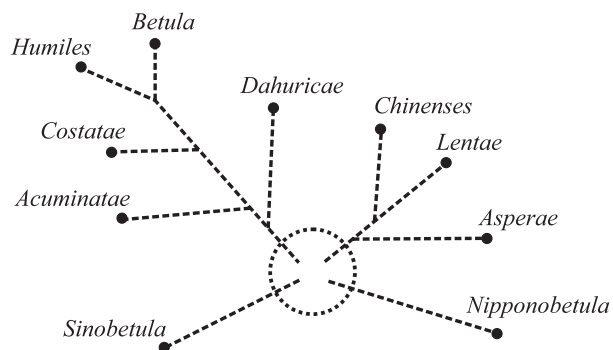 Betula
Humiles
Dahuricae
Chinenses
Costatae
Lentae
Acuminatae
Asperae
Nipponobetula
Sinobetula